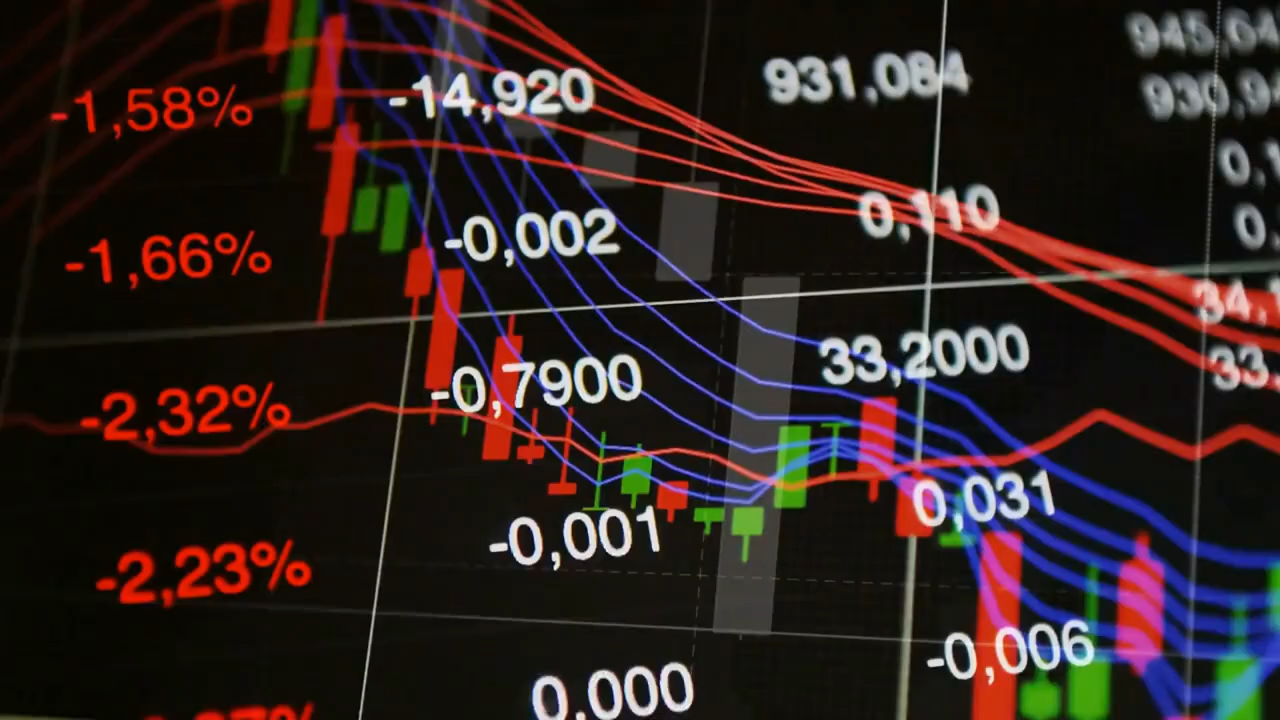 -1,58% -14,920 931,084
-1,66% -0,002 0,110
-2,32% -0,7900 33,2000
-2,23% -0,001 0,031
0,000 -0,006